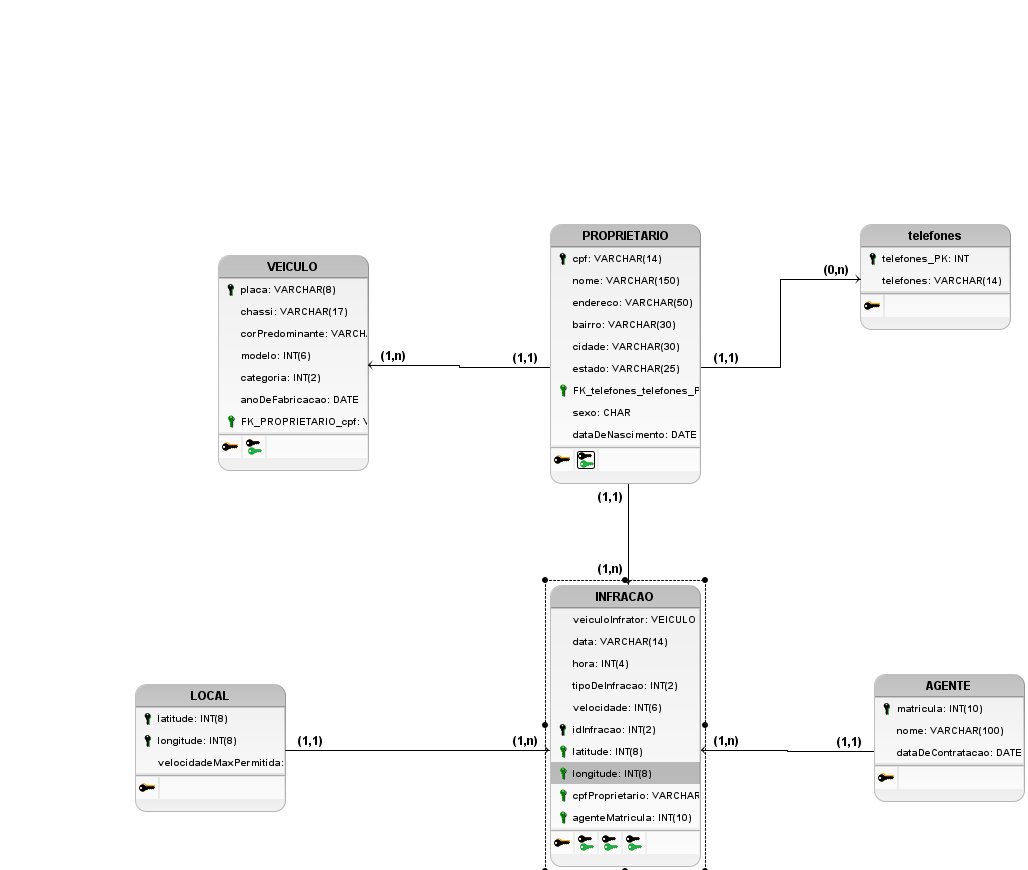 PROPRIETARIO
cpf: VARCHAR(14)
nome: VARCHAR(150)
endereco: VARCHAR(50)
bairro: VARCHAR(30)
cidade: VARCHAR(30)
estado: VARCHAR(25)
FK_telefones_telefones_P
sexo: CHAR
dataDeNascimento: DATE
telefones
telefones_PK: INT
telefones: VARCHAR(14)
(0,n)
(1,1)
VEICULO
placa: VARCHAR(8)
chassi: VARCHAR(17)
corPredominante: VARCHA
modelo: INT(6)
categoria: INT(2)
anoDeFabricacao: DATE
FK_PROPRIETARIO_cpf: V
(1,n)
(1,1)
(1,1)
(1,n)
INFRACAO
veiculoInfrator: VEICULO
data: VARCHAR(14)
hora: INT(4)
tipoDeInfracao: INT(2)
velocidade: INT(6)
idInfracao: INT(2)
latitude: INT(8)
longitude: INT(8)
cpfProprietario: VARCHAR
agenteMatricula: INT(10)
LOCAL
latitude: INT(8)
longitude: INT(8)
velocidadeMaxPermitida:
(1,1)
(1,n)
(1,n)
(1,1)
AGENTE
matricula: INT(10)
nome: VARCHAR(100)
dataDeContratacao: DATE